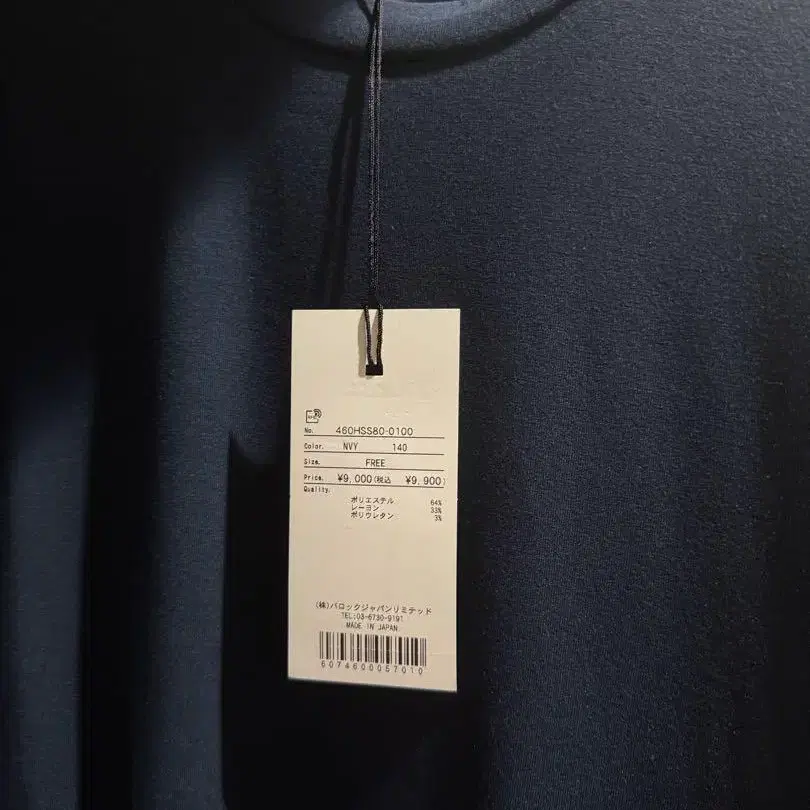 No. 460HSS80-0100
Color. NVY 140
Size. FREE
Price. ¥9,000(税込 ¥9,900)
Quality.
ポリエステル 64%
レーヨン 33%
ポリウレタン 3%
(株)バロックジャパンリミテッド
TEL:03-6730-9191
MADE IN JAPAN
6074600057010